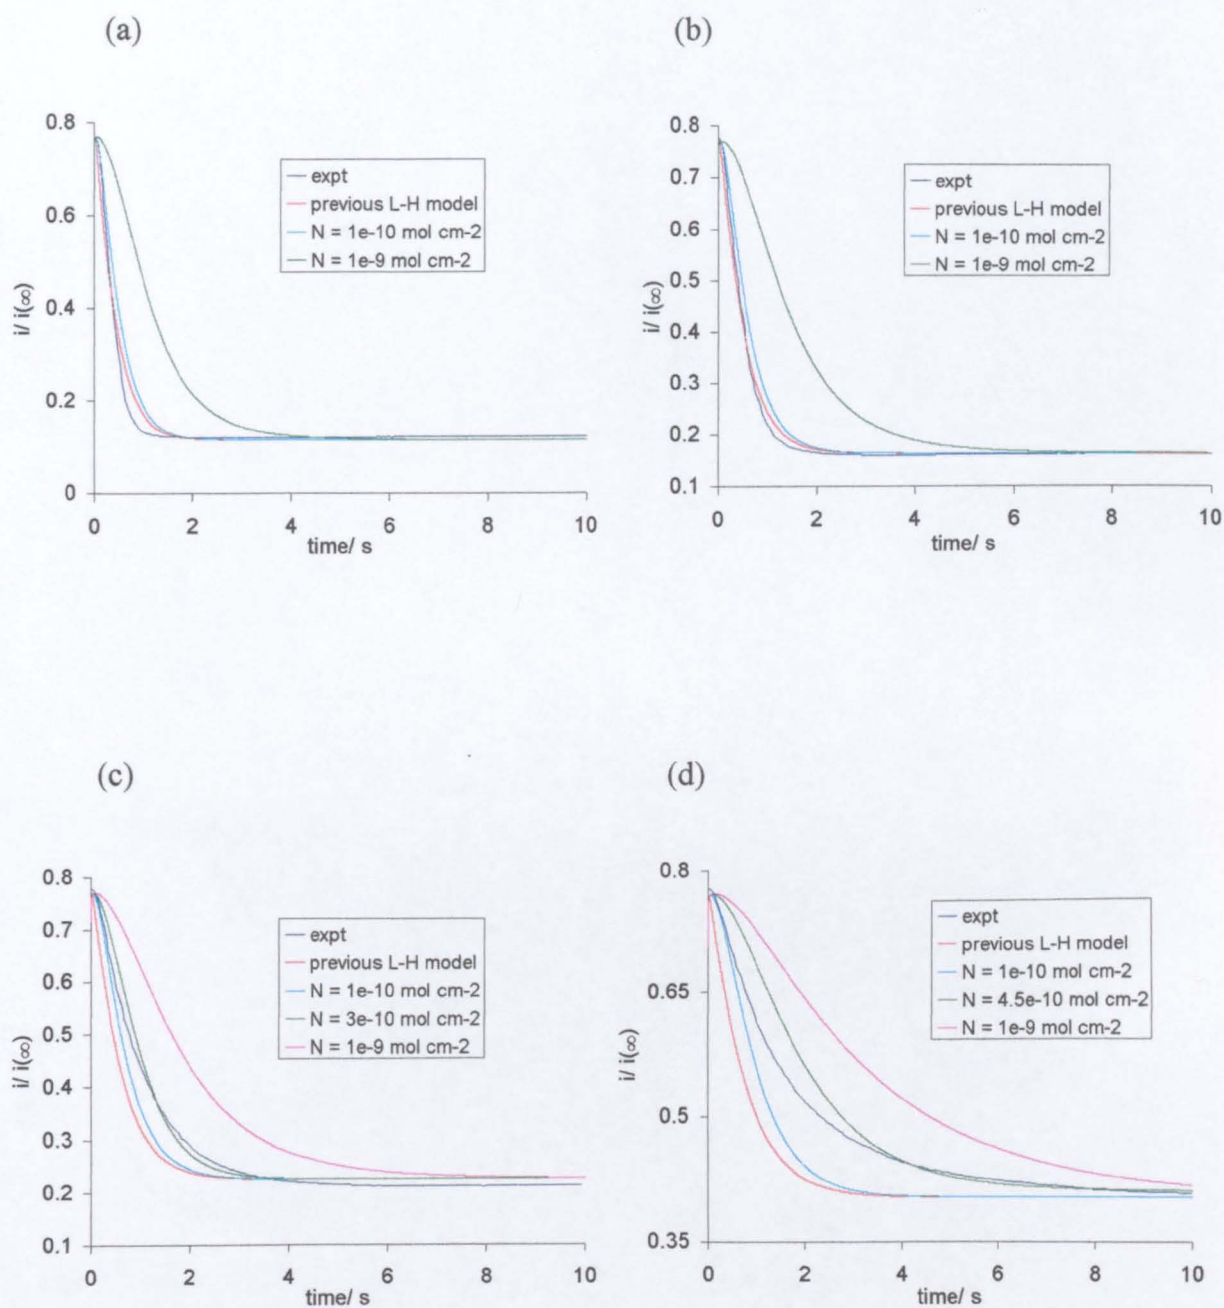 (a)
0.8
0.6
0.4
0.2
0
i/ i(∞)
expt
previous L-H model
N = 1e-10 mol cm-2
N = 1e-9 mol cm-2
0 2 4 6 8 10
time/ s
(b)
0.8
0.7
0.6
0.5
0.4
0.3
0.2
0.1
i/ i(∞)
expt
previous L-H model
N = 1e-10 mol cm-2
N = 1e-9 mol cm-2
0 2 4 6 8 10
time/ s
(c)
0.8
0.7
0.6
0.5
0.4
0.3
0.2
0.1
i/ i(∞)
expt
previous L-H model
N = 1e-10 mol cm-2
N = 3e-10 mol cm-2
N = 1e-9 mol cm-2
0 2 4 6 8 10
time/ s
(d)
0.8
0.65
0.5
0.35
i/ i(∞)
expt
previous L-H model
N = 1e-10 mol cm-2
N = 4.5e-10 mol cm-2
N = 1e-9 mol cm-2
0 2 4 6 8 10
time/ s